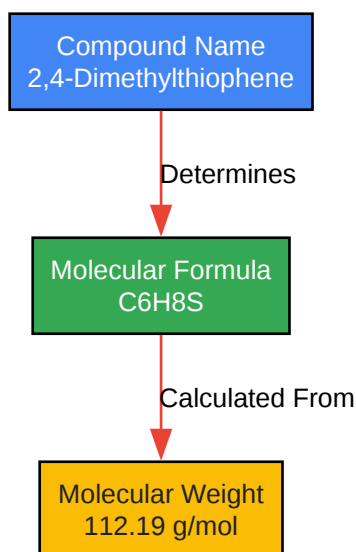 Compound Name
2,4-Dimethylthiophene
Determines
Molecular Formula
C6H8S
Calculated From
Molecular Weight
112.19 g/mol